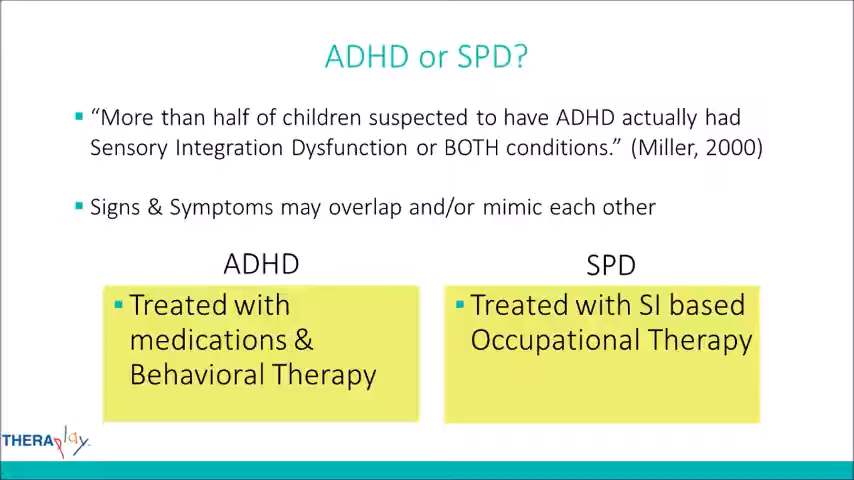 ADHD or SPD?
▪ “More than half of children suspected to have ADHD actually had
Sensory Integration Dysfunction or BOTH conditions.” (Miller, 2000)
▪ Signs & Symptoms may overlap and/or mimic each other
ADHD
▪ Treated with
medications &
Behavioral Therapy
SPD
▪ Treated with SI based
Occupational Therapy
THERAplay